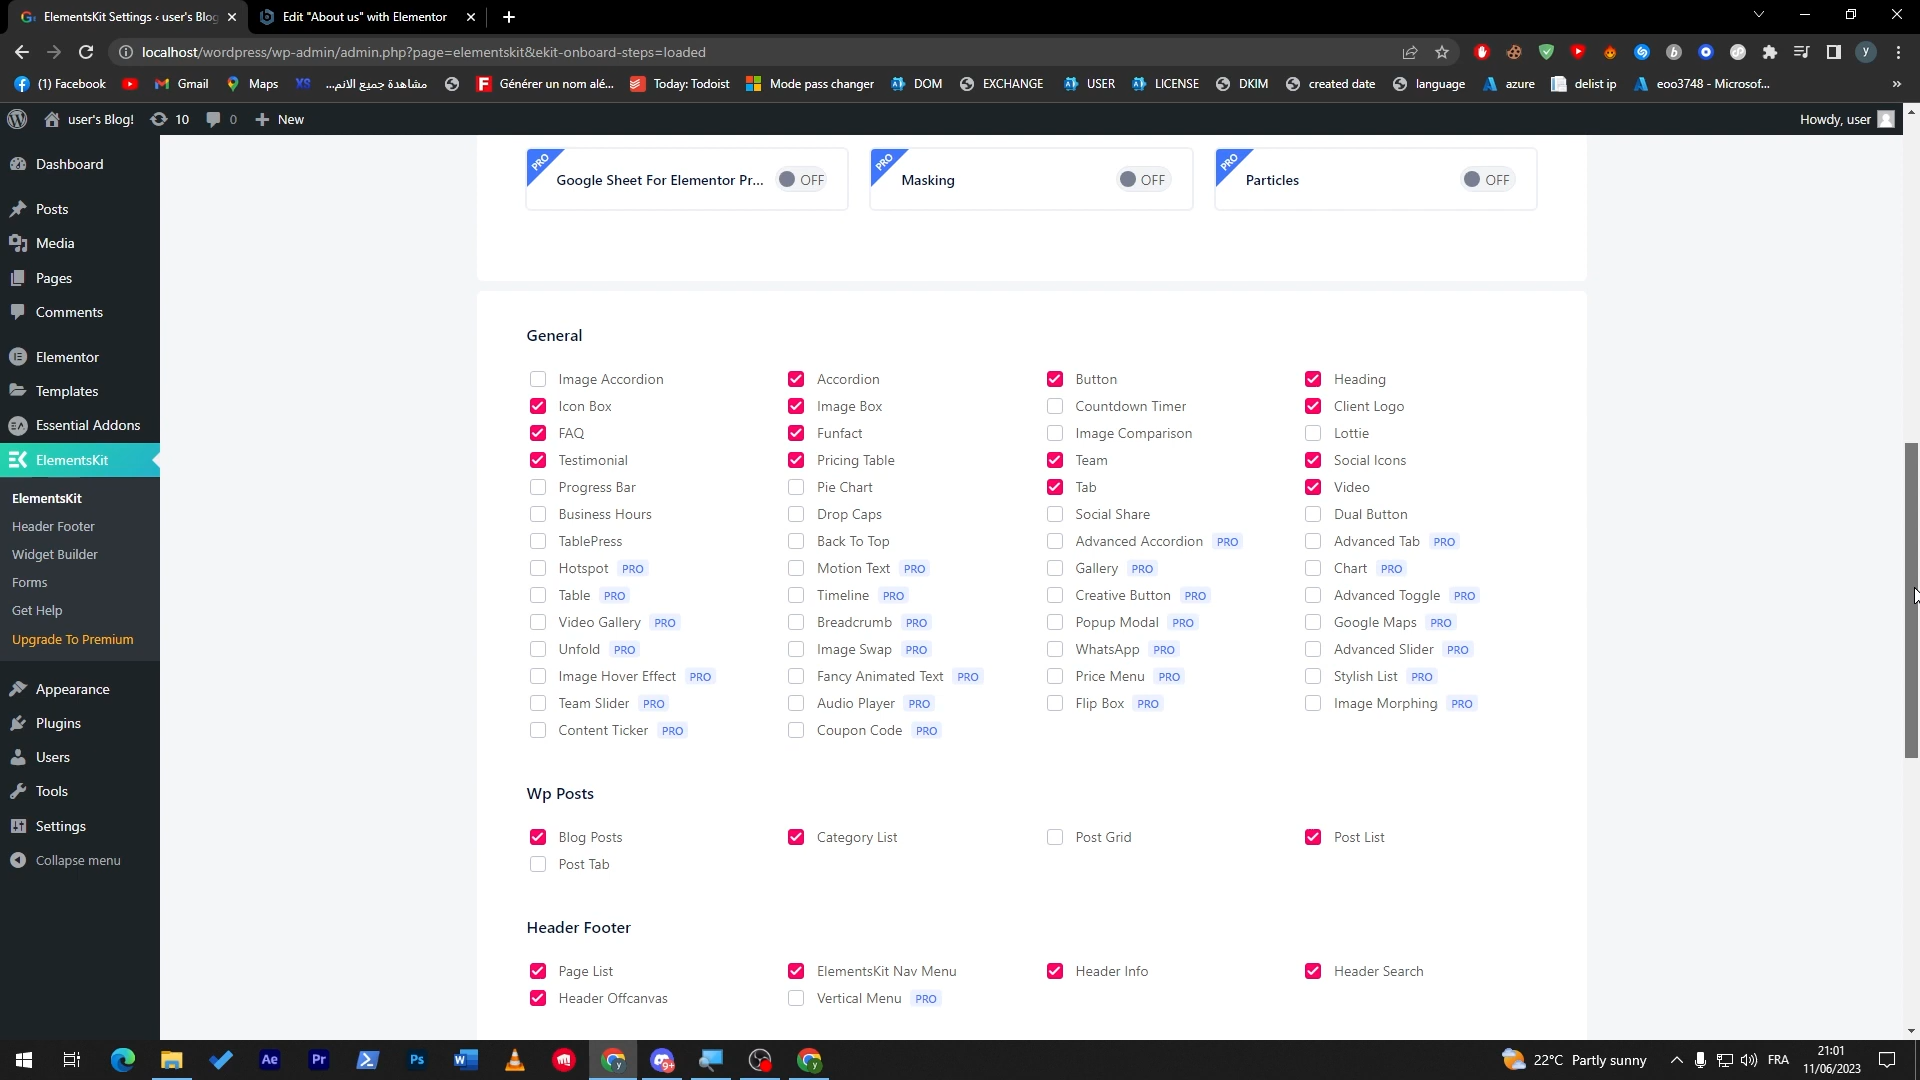 ElementsKit Settings ‹ user's Blog
Edit "About us" with Elementor
localhost/wordpress/wp-admin/admin.php?page=elementskit&ekit-onboard-steps=loaded
(1) Facebook
Gmail
Maps
XS
مشاهدة جميع الانم...
Générer un nom alé...
Today: Todoist
Mode pass changer
DOM
EXCHANGE
USER
LICENSE
DKIM
created date
language
azure
delist ip
eoo3748 - Microsof...
»
user's Blog!
10
0
New
Howdy, user
Dashboard
Posts
Media
Pages
Comments
Elementor
Templates
Essential Addons
ElementsKit
ElementsKit
Header Footer
Widget Builder
Forms
Get Help
Upgrade To Premium
Appearance
Plugins
Users
Tools
Settings
Collapse menu
PRO
Google Sheet For Elementor Pr...
OFF
PRO
Masking
OFF
PRO
Particles
OFF
General
Image Accordion
Accordion
Button
Heading
Icon Box
Image Box
Countdown Timer
Client Logo
FAQ
Funfact
Image Comparison
Lottie
Testimonial
Pricing Table
Team
Social Icons
Progress Bar
Pie Chart
Tab
Video
Business Hours
Drop Caps
Social Share
Dual Button
TablePress
Back To Top
Advanced Accordion PRO
Advanced Tab PRO
Hotspot PRO
Motion Text PRO
Gallery PRO
Chart PRO
Table PRO
Timeline PRO
Creative Button PRO
Advanced Toggle PRO
Video Gallery PRO
Breadcrumb PRO
Popup Modal PRO
Google Maps PRO
Unfold PRO
Image Swap PRO
WhatsApp PRO
Advanced Slider PRO
Image Hover Effect PRO
Fancy Animated Text PRO
Price Menu PRO
Stylish List PRO
Team Slider PRO
Audio Player PRO
Flip Box PRO
Image Morphing PRO
Content Ticker PRO
Coupon Code PRO
Wp Posts
Blog Posts
Category List
Post Grid
Post List
Post Tab
Header Footer
Page List
ElementsKit Nav Menu
Header Info
Header Search
Header Offcanvas
Vertical Menu PRO
Ae
Pr
Ps
22°C Partly sunny
FRA
21:01
11/06/2023